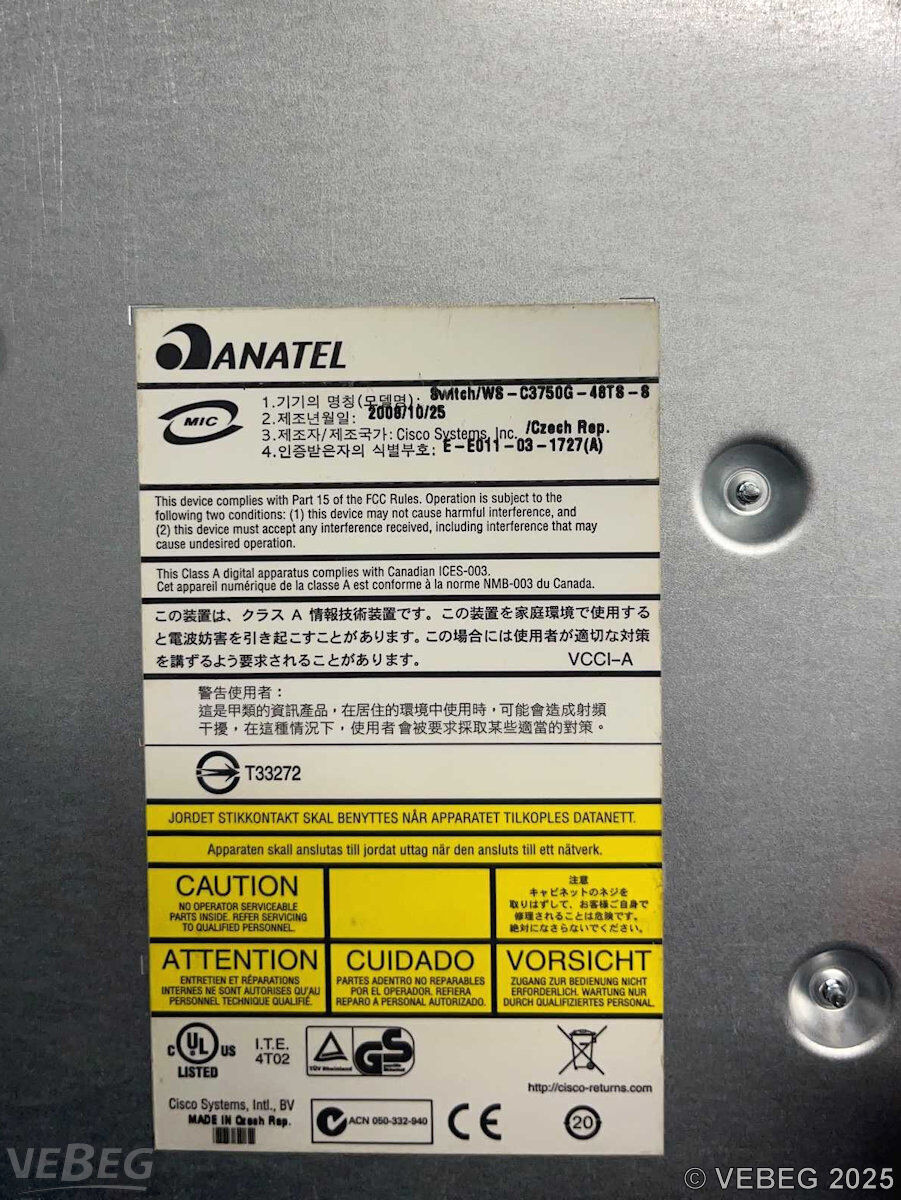 ANATEL
MIC
1.기기의 명칭(모델명): Switch/WS-C3750G-48TS-S
2.제조년월일: 2008/10/25
3.제조자/제조국가: Cisco Systems, Inc. /Czech Rep.
4.인증받은자의 식별부호: E-E011-03-1727(A)
This device complies with Part 15 of the FCC Rules. Operation is subject to the
following two conditions: (1) this device may not cause harmful interference, and
(2) this device must accept any interference received, including interference that may
cause undesired operation.
This Class A digital apparatus complies with Canadian ICES-003.
Cet appareil numérique de la classe A est conforme à la norme NMB-003 du Canada.
この装置は、クラス A 情報技術装置です。この装置を家庭環境で使用すると
と電波妨害を引き起こすことがあります。この場合には使用者が適切な対策
を講ずるよう要求されることがあります。 VCCI-A
警告使用者：
這是甲類的資訊產品，在居住的環境中使用時，可能會造成射頻
干擾，在這種情況下，使用者會被要求採取某些適當的對策。
T33272
JORDET STIKKONTAKT SKAL BENYTTES NÅR APPARATET TILKOPLES DATANETT.
Apparaten skall anslutas till jordat uttag när den ansluts till ett nätverk.
CAUTION
NO OPERATOR SERVICEABLE
PARTS INSIDE. REFER SERVICING
TO QUALIFIED PERSONNEL.
注意
キャビネットのネジを
取りはずして、お客様ご自身で
修理されることは危険です。
絶対になさらないでください。
ATTENTION
ENTRETIEN ET RÉPARATIONS
INTERNES NE SONT AUTORISÉS QU'AU
PERSONNEL TECHNIQUE QUALIFIÉ.
CUIDADO
PARTES ADENTRO NO REPARABLES
POR EL OPERADOR. REFIERA
REPARO A PERSONAL AUTORIZADO.
VORSICHT
ZUGANG ZUR BEDIENUNG NICHT
ERFORDERLICH. WARTUNG NUR
DURCH QUALIFIZIERTES PERSONAL.
C UL US
LISTED
I.T.E.
4T02
TÜV Rheinland
GS
http://cisco-returns.com
Cisco Systems, Intl., BV
MADE IN Czech Rep.
ACN 050-332-940
CE
20
VEBEG
© VEBEG 2025